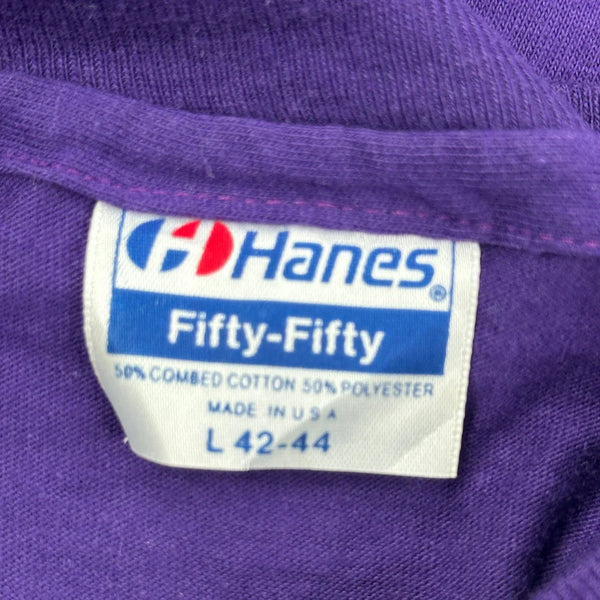 Hanes®
Fifty-Fifty
50% COMBED COTTON 50% POLYESTER
MADE IN U S A
L 42-44